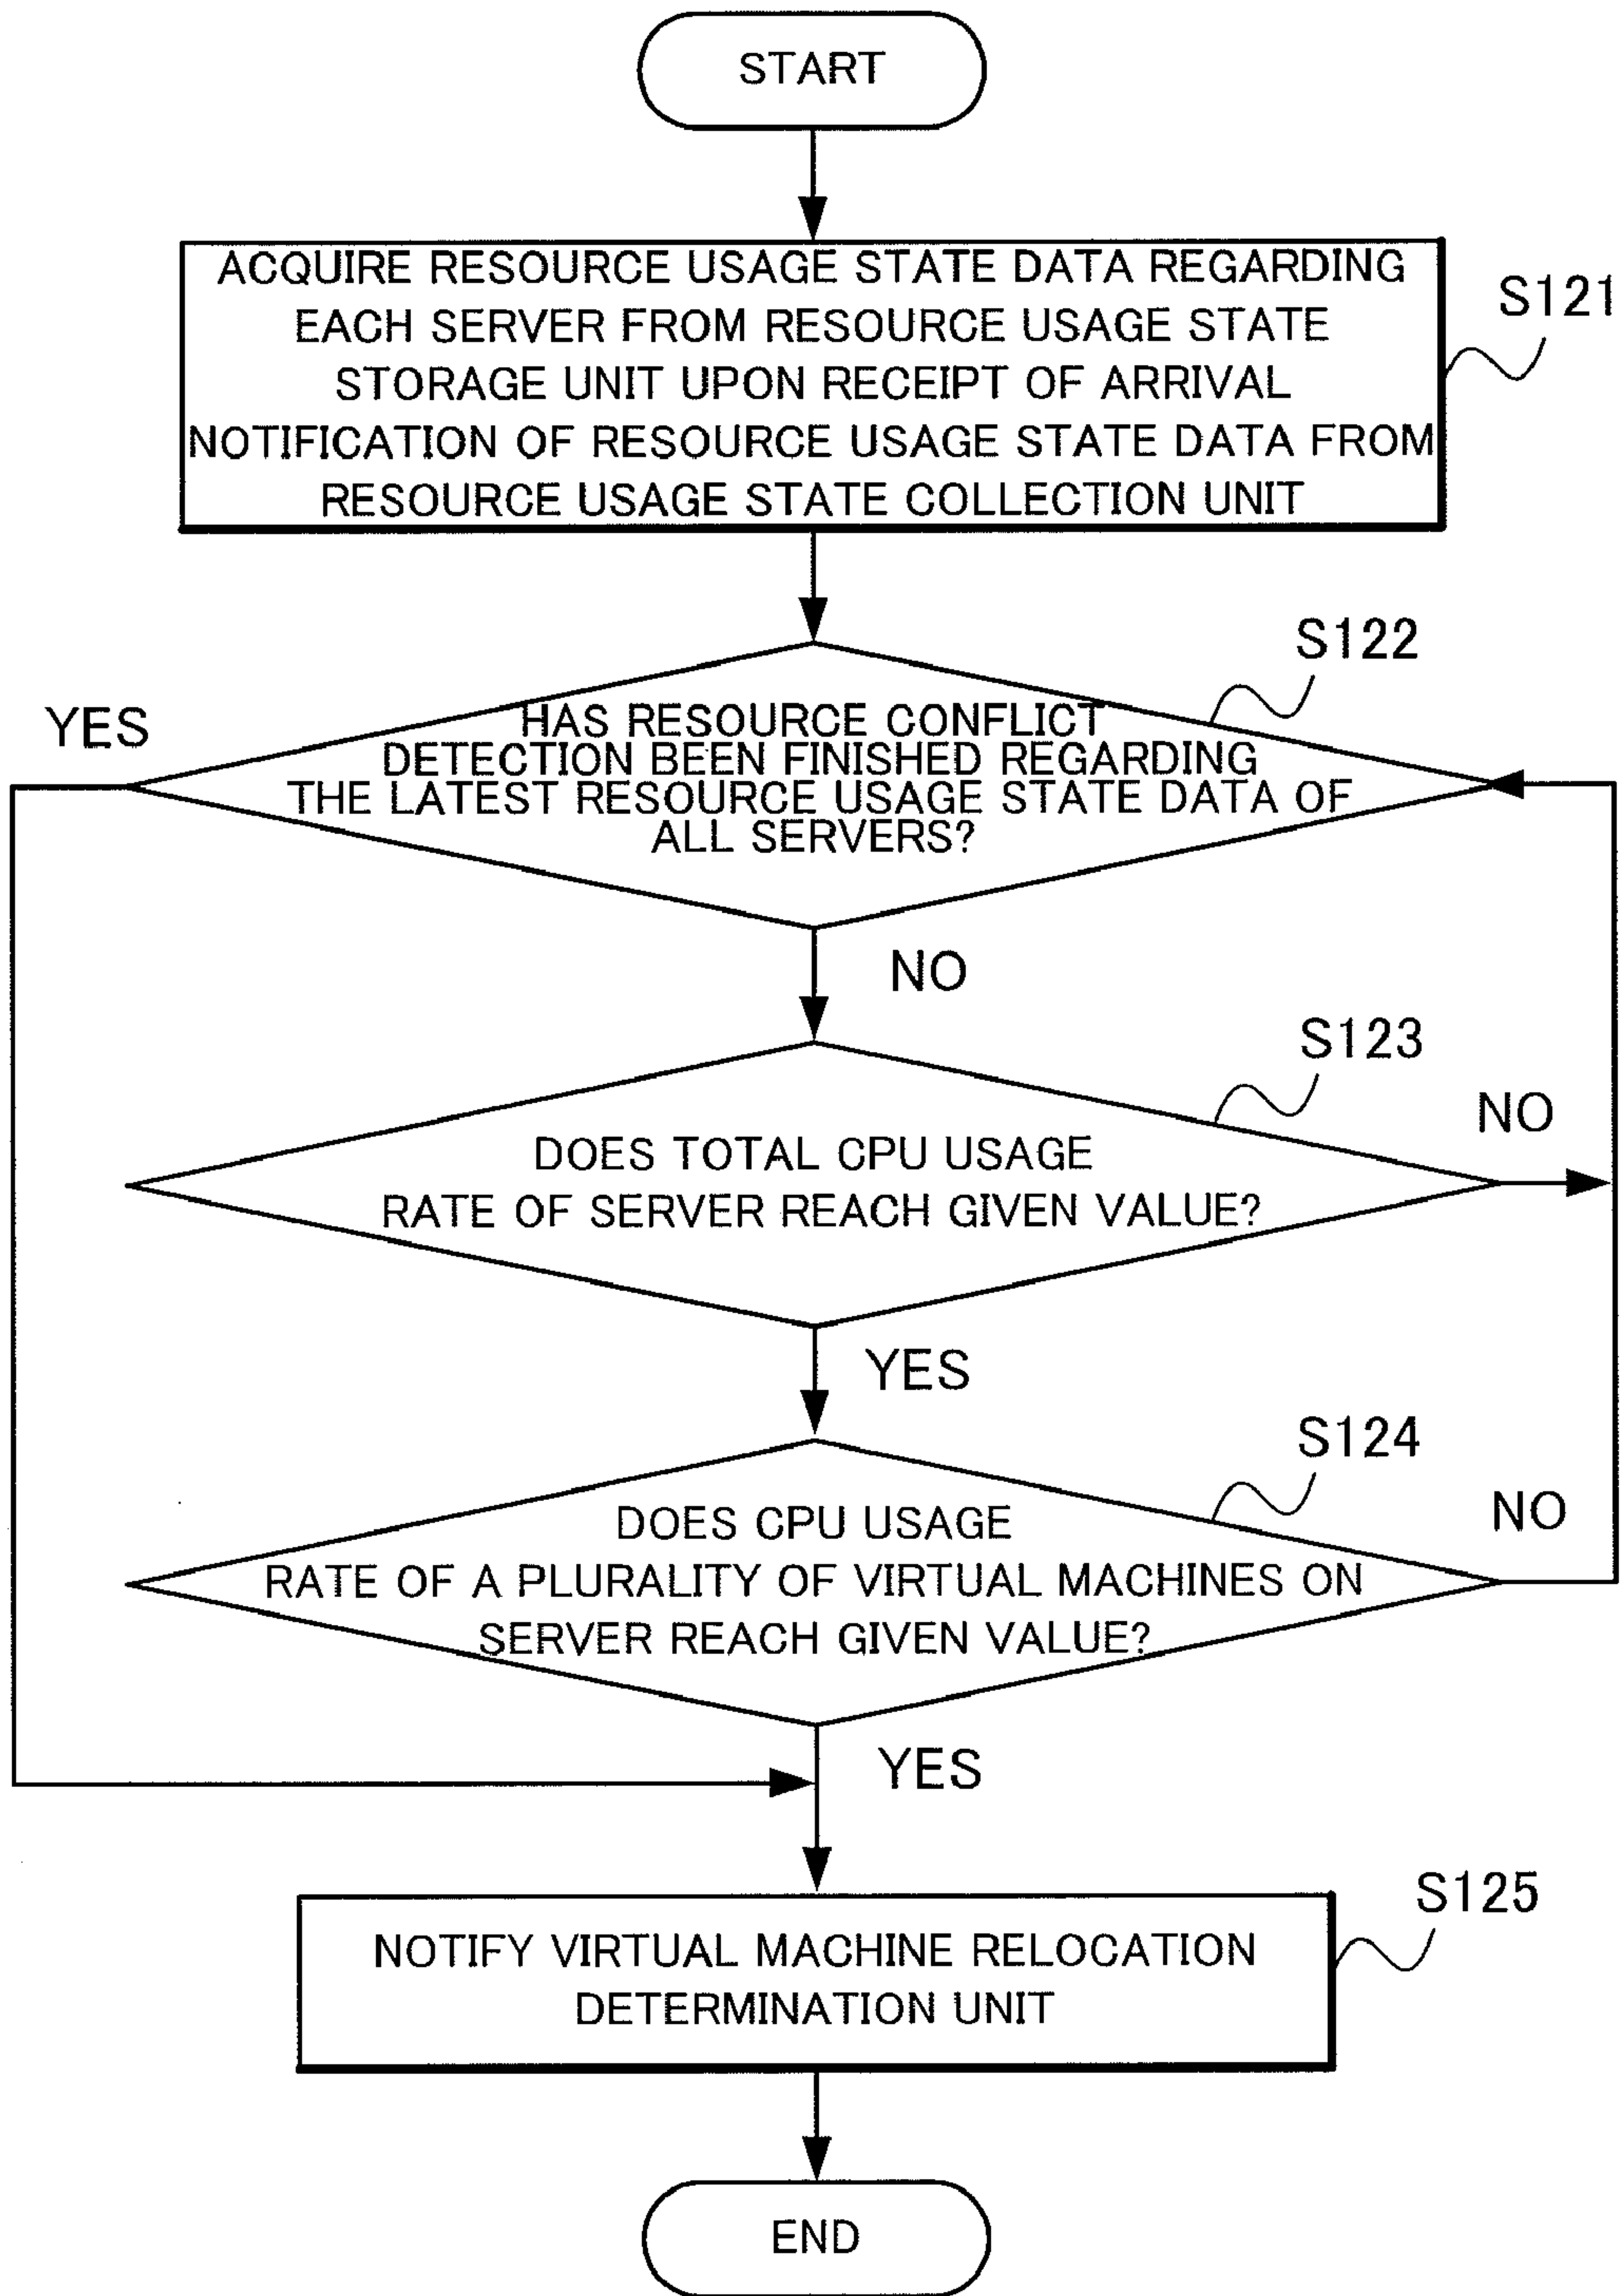 START
ACQUIRE RESOURCE USAGE STATE DATA REGARDING
EACH SERVER FROM RESOURCE USAGE STATE
STORAGE UNIT UPON RECEIPT OF ARRIVAL
NOTIFICATION OF RESOURCE USAGE STATE DATA FROM
RESOURCE USAGE STATE COLLECTION UNIT
S121
S122
YES
HAS RESOURCE CONFLICT
DETECTION BEEN FINISHED REGARDING
THE LATEST RESOURCE USAGE STATE DATA OF
ALL SERVERS?
NO
S123
NO
DOES TOTAL CPU USAGE
RATE OF SERVER REACH GIVEN VALUE?
YES
S124
NO
DOES CPU USAGE
RATE OF A PLURALITY OF VIRTUAL MACHINES ON
SERVER REACH GIVEN VALUE?
YES
S125
NOTIFY VIRTUAL MACHINE RELOCATION
DETERMINATION UNIT
END